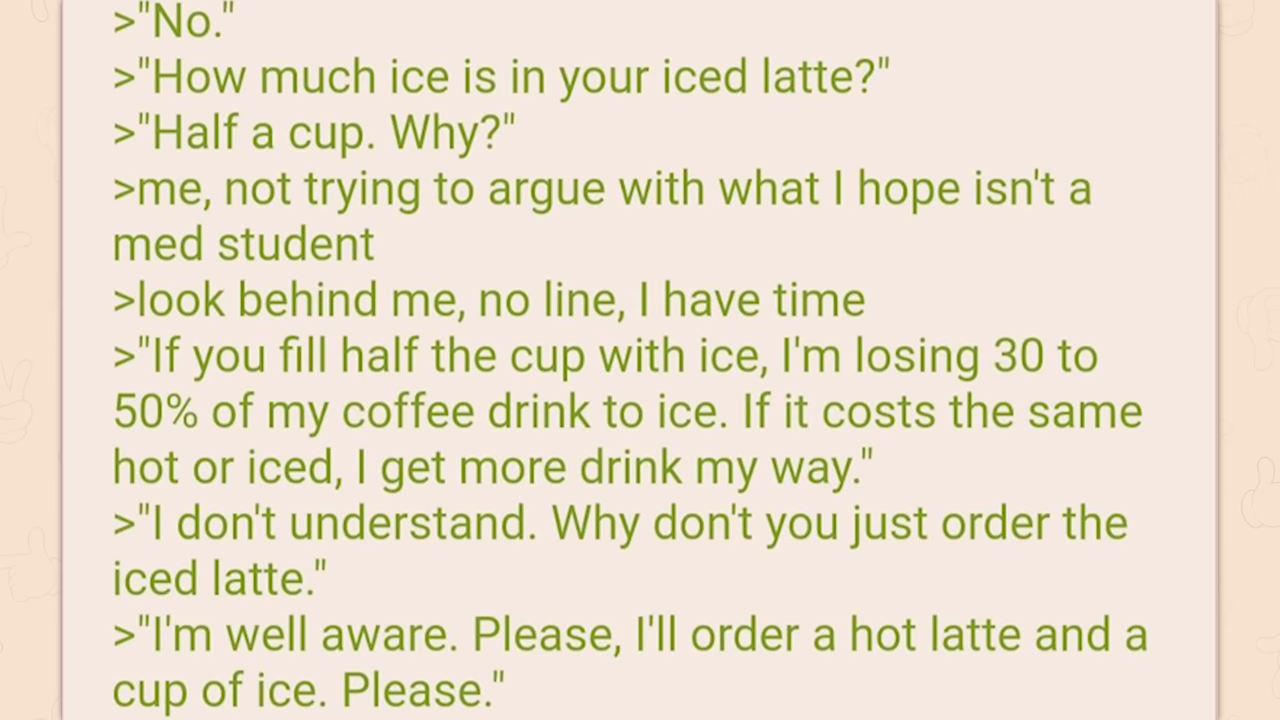 >"No."
>"How much ice is in your iced latte?"
>"Half a cup. Why?"
>me, not trying to argue with what I hope isn't a
med student
>look behind me, no line, I have time
>"If you fill half the cup with ice, I'm losing 30 to
50% of my coffee drink to ice. If it costs the same
hot or iced, I get more drink my way."
>"I don't understand. Why don't you just order the
iced latte."
>"I'm well aware. Please, I'll order a hot latte and a
cup of ice. Please."